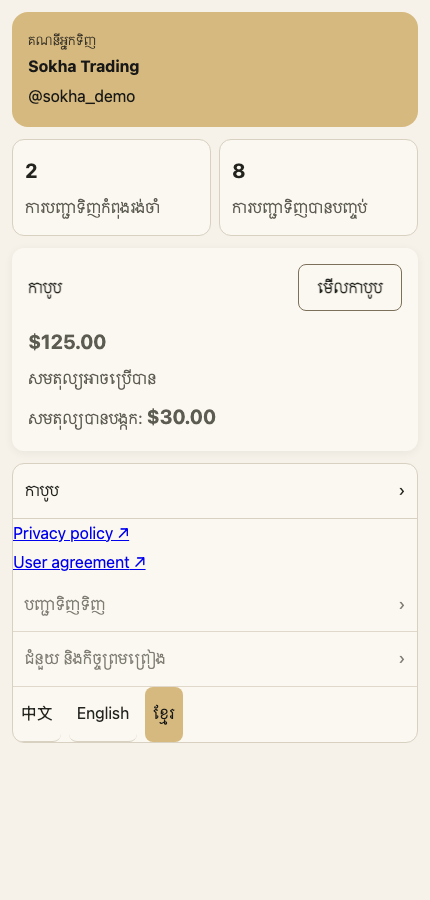 គណនីអ្នកទិញ
Sokha Trading
@sokha_demo
2
ការបញ្ជាទិញកំពុងរង់ចាំ
8
ការបញ្ជាទិញបានបញ្ចប់
កាបូប
មើលកាបូប
$125.00
សមតុល្យអាចប្រើបាន
សមតុល្យបានបង្កក: $30.00
កាបូប ›
Privacy policy ↗
User agreement ↗
បញ្ជាទិញទិញ ›
ជំនួយ និងកិច្ចព្រមព្រៀង ›
中文 English ខ្មែរ